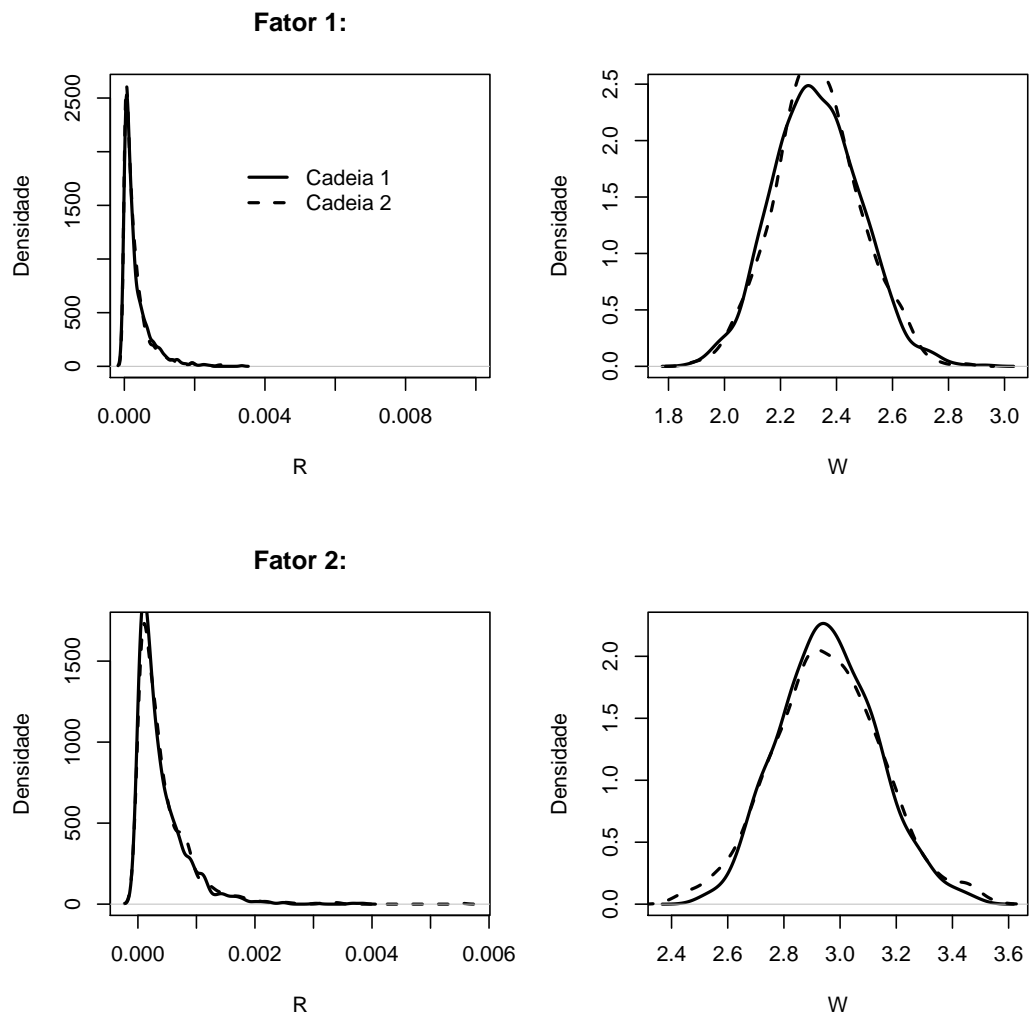 Fator 1:
Densidade
0 500 1500 2500
Cadeia 1
Cadeia 2
0.000 0.004 0.008
R
Densidade
0.0 0.5 1.0 1.5 2.0 2.5
1.8 2.0 2.2 2.4 2.6 2.8 3.0
W
Fator 2:
Densidade
0 500 1000 1500
0.000 0.002 0.004 0.006
R
Densidade
0.0 0.5 1.0 1.5 2.0
2.4 2.6 2.8 3.0 3.2 3.4 3.6
W